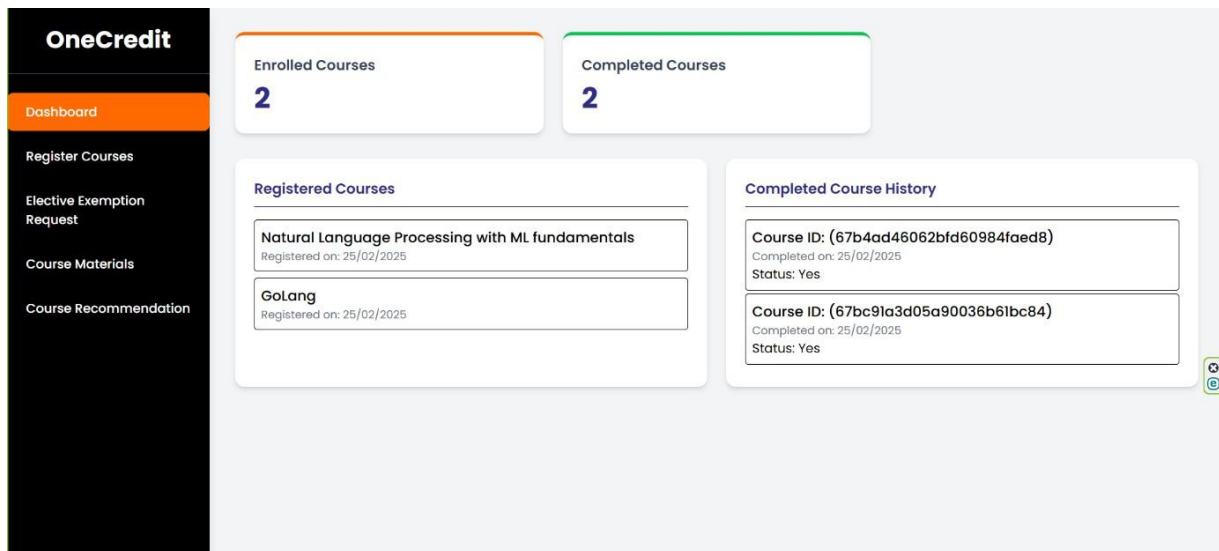 OneCredit
Dashboard
Register Courses
Elective Exemption
Request
Course Materials
Course Recommendation
Enrolled Courses
2
Completed Courses
2
Registered Courses
Natural Language Processing with ML fundamentals
Registered on: 25/02/2025
GoLang
Registered on: 25/02/2025
Completed Course History
Course ID: (67b4ad46062bfd60984faed8)
Completed on: 25/02/2025
Status: Yes
Course ID: (67bc91a3d05a90036b61bc84)
Completed on: 25/02/2025
Status: Yes